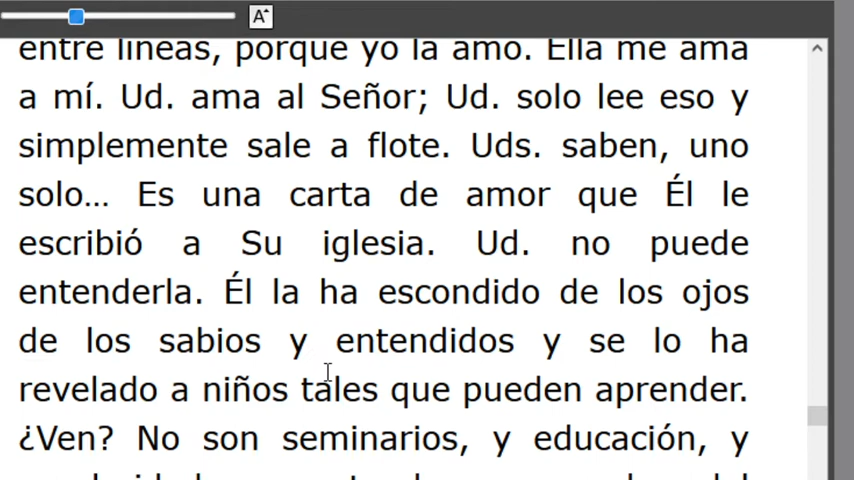 A
entre líneas, porque yo la amo. Ella me ama
a mí. Ud. ama al Señor; Ud. solo lee eso y
simplemente sale a flote. Uds. saben, uno
solo… Es una carta de amor que Él le
escribió a Su iglesia. Ud. no puede
entenderla. Él la ha escondido de los ojos
de los sabios y entendidos y se lo ha
revelado a niños tales que pueden aprender.
¿Ven? No son seminarios, y educación, y